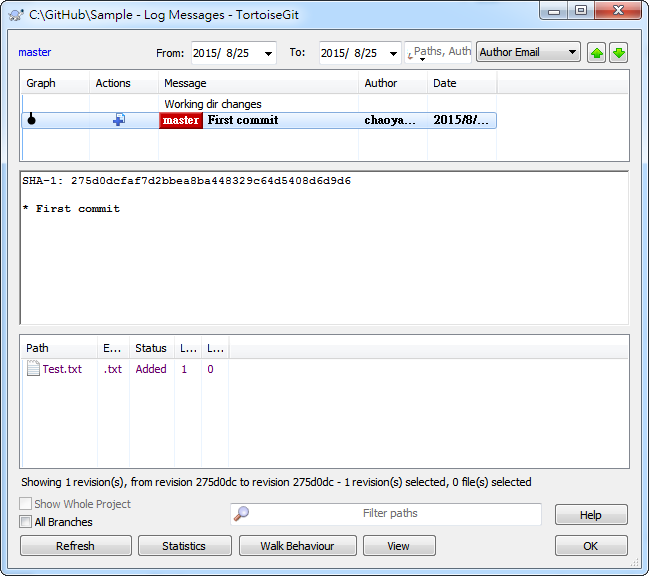 C:\GitHub\Sample - Log Messages - TortoiseGit
master From: 2015/ 8/25 To: 2015/ 8/25 Paths, Auth Author Email
Graph Actions Message Author Date
Working dir changes
master First commit chaoya... 2015/8/...
SHA-1: 275d0dcfaf7d2bbea8ba448329c64d5408d6d9d6
* First commit
Path E... Status L... L...
Test.txt .txt Added 1 0
Showing 1 revision(s), from revision 275d0dc to revision 275d0dc - 1 revision(s) selected, 0 file(s) selected
Show Whole Project
All Branches
Filter paths
Help
Refresh Statistics Walk Behaviour View OK